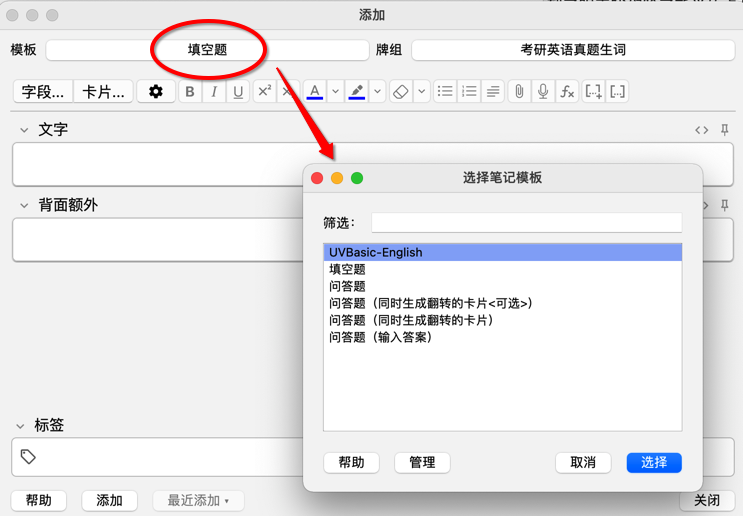 添加
模板 填空题 牌组 考研英语真题生词
字段... 卡片... B I U x² A fx [...]+ [...]
文字
背面额外
选择笔记模板
筛选：
UVBasic-English
填空题
问答题
问答题（同时生成翻转的卡片<可选>）
问答题（同时生成翻转的卡片）
问答题（输入答案）
帮助 管理 取消 选择
标签
帮助 添加 最近添加 关闭